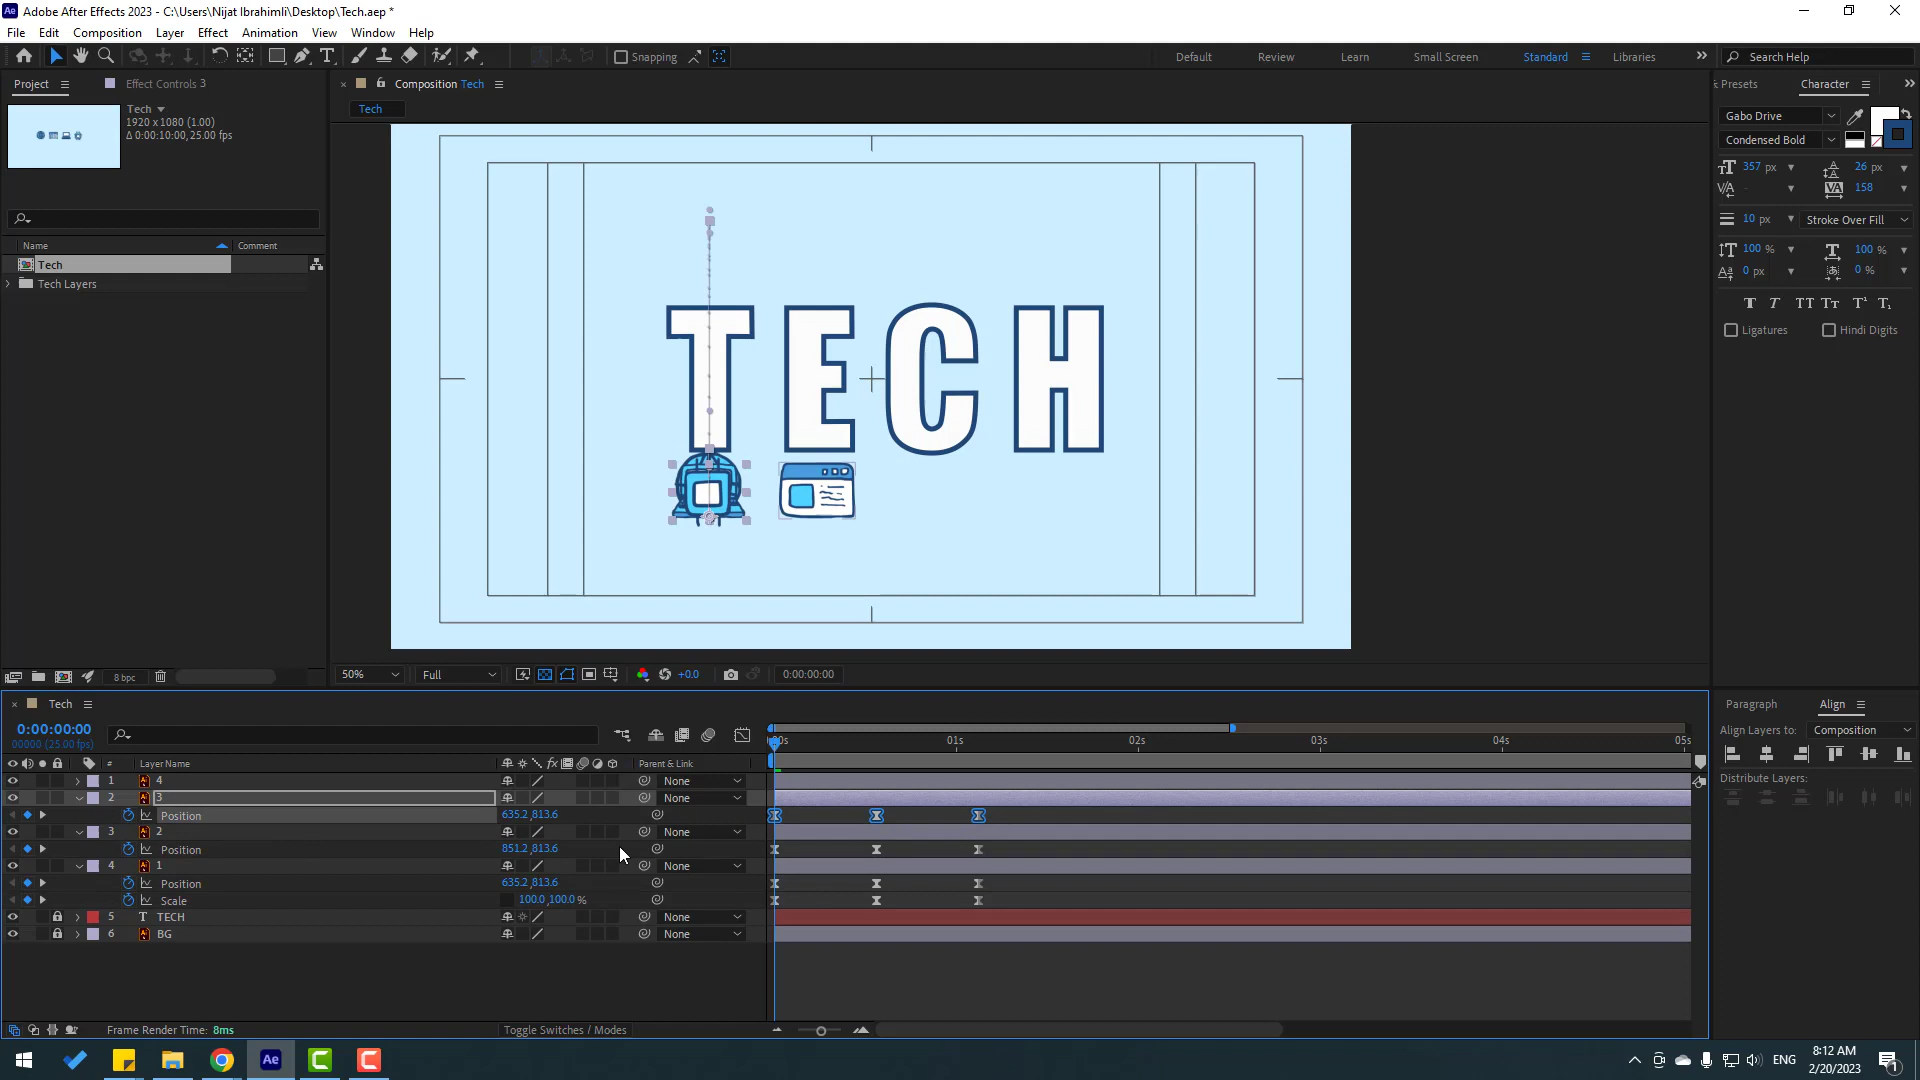 Adobe After Effects 2023 - C:\Users\Nijat Ibrahimli\Desktop\Tech.aep *
File Edit Composition Layer Effect Animation View Window Help
Snapping
Default Review Learn Small Screen Standard Libraries
Search Help
Project
Effect Controls 3
Composition Tech
Presets
Character
Tech
1920 x 1080 (1.00)
Δ 0:00:10:00, 25.00 fps
Tech
Gabo Drive
Condensed Bold
357 px
26 px
-
158
10 px
Stroke Over Fill
100 %
100 %
0 px
0 %
Ligatures
Hindi Digits
Name
Comment
Tech
Tech Layers
TECH
8 bpc
50%
Full
+0.0
0:00:00:00
Tech
0:00:00:00
00000 (25.00 fps)
01s
02s
03s
04s
05s
#
Layer Name
Parent & Link
1 4 None
2 3 None
Position 635.2,813.6
3 2 None
Position 851.2,813.6
4 1 None
Position 635.2,813.6
Scale 100.0,100.0 %
5 T TECH None
6 BG None
Frame Render Time: 8ms
Toggle Switches / Modes
Paragraph
Align
Align Layers to: Composition
Distribute Layers:
Ae
C
C
ENG
8:12 AM
2/20/2023
1